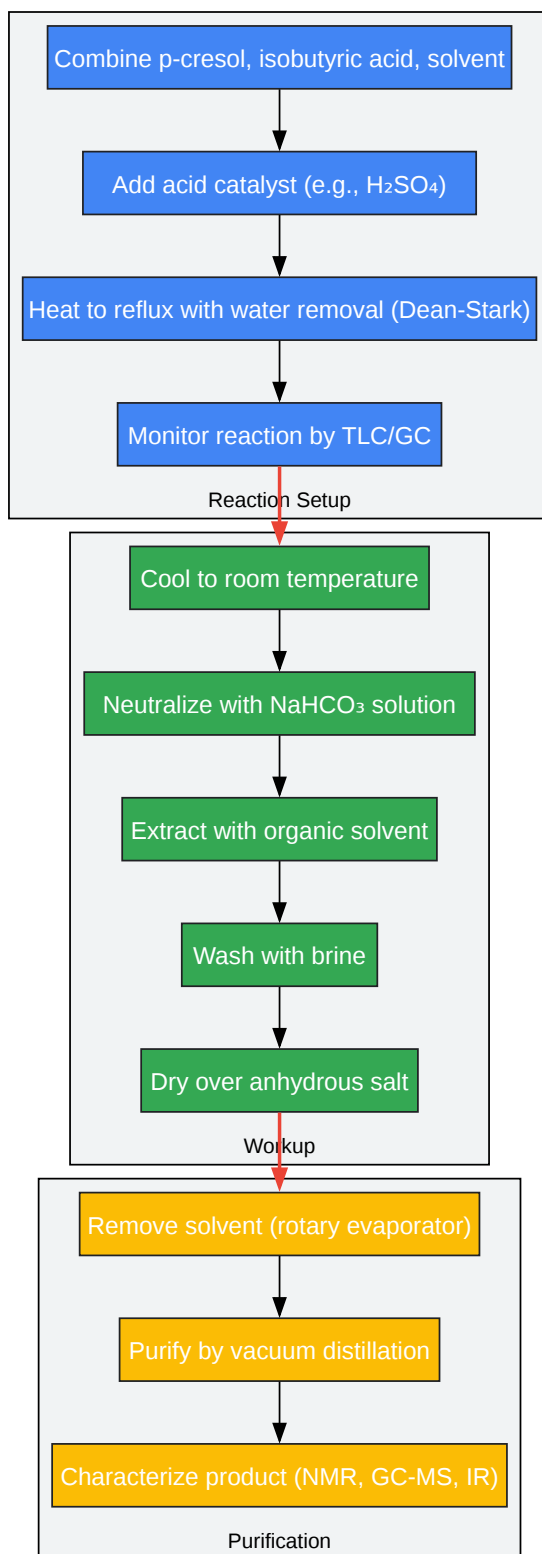 Combine p-cresol, isobutyric acid, solvent
Add acid catalyst (e.g., H₂SO₄)
Heat to reflux with water removal (Dean-Stark)
Monitor reaction by TLC/GC
Reaction Setup
Cool to room temperature
Neutralize with NaHCO₃ solution
Extract with organic solvent
Wash with brine
Dry over anhydrous salt
Workup
Remove solvent (rotary evaporator)
Purify by vacuum distillation
Characterize product (NMR, GC-MS, IR)
Purification